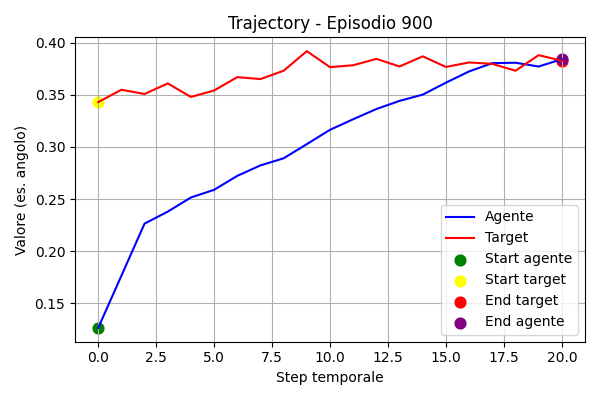 Trajectory - Episodio 900
Valore (es. angolo)
0.40
0.35
0.30
0.25
0.20
0.15
Agente
Target
Start agente
Start target
End target
End agente
0.0 2.5 5.0 7.5 10.0 12.5 15.0 17.5 20.0
Step temporale